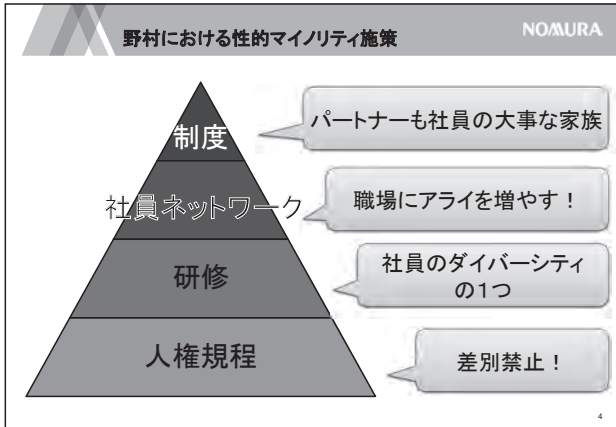 野村における性的マイノリティ施策
NOMURA
制度
パートナーも社員の大事な家族
社員ネットワーク
職場にアライを増やす！
研修
社員のダイバーシティ
の1つ
人権規程
差別禁止！
4